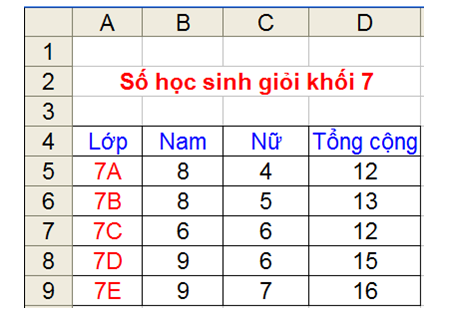 A B C D
1
2 Số học sinh giỏi khối 7
3
4 Lớp Nam Nữ Tổng cộng
5 7A 8 4 12
6 7B 8 5 13
7 7C 6 6 12
8 7D 9 6 15
9 7E 9 7 16